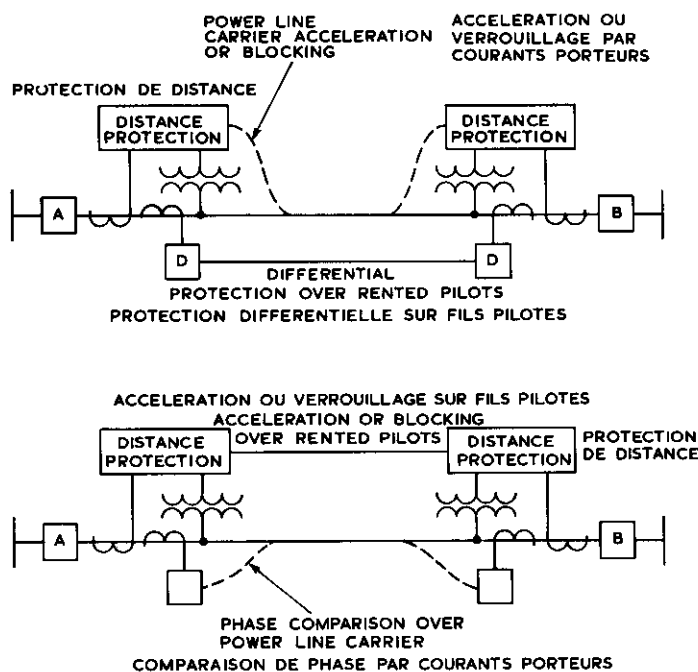 POWER LINE
CARRIER ACCELERATION
OR BLOCKING
ACCELERATION OU
VERROUILLAGE PAR
COURANTS PORTEURS
PROTECTION DE DISTANCE
DISTANCE
PROTECTION
DISTANCE
PROTECTION
A
B
D
D
DIFFERENTIAL
PROTECTION OVER RENTED PILOTS
PROTECTION DIFFERENTIELLE SUR FILS PILOTES
ACCELERATION OU VERROUILLAGE SUR FILS PILOTES
ACCELERATION OR BLOCKING
OVER RENTED PILOTS
DISTANCE
PROTECTION
DISTANCE
PROTECTION
PROTECTION
DE DISTANCE
A
B
PHASE COMPARISON OVER
POWER LINE CARRIER
COMPARAISON DE PHASE PAR COURANTS PORTEURS